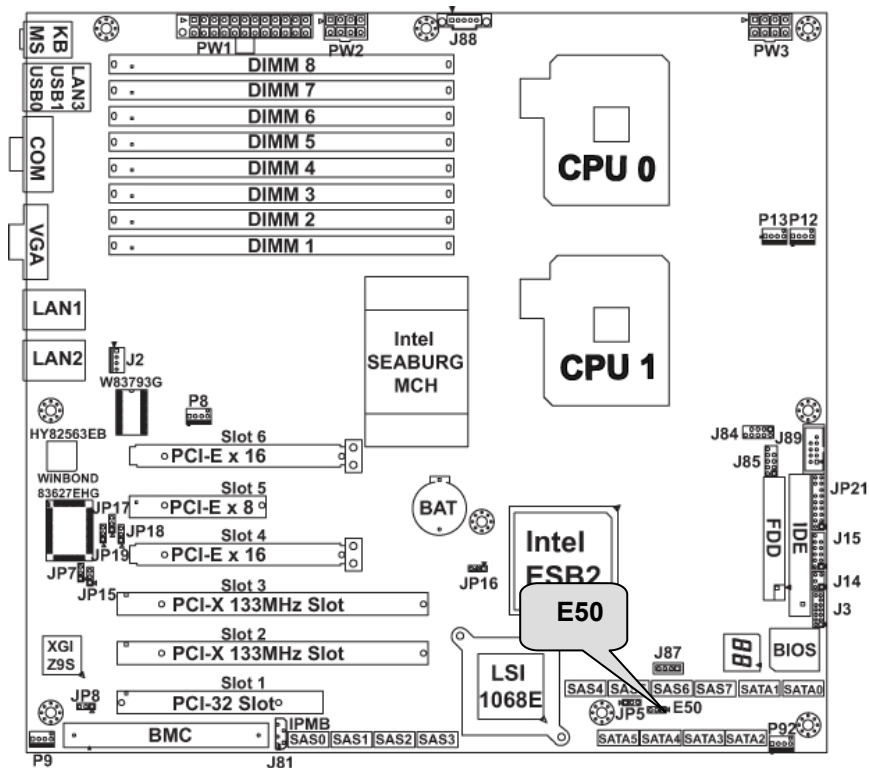 KB
MS
PW1
PW2
J88
PW3
LAN3
USB1
USB0
DIMM 8
DIMM 7
DIMM 6
DIMM 5
DIMM 4
DIMM 3
DIMM 2
DIMM 1
COM
VGA
CPU 0
P13
P12
LAN1
LAN2
J2
W83793G
Intel
SEABURG
MCH
CPU 1
P8
HY82563EB
WINBOND
83627EHG
Slot 6
PCI-E x 16
Slot 5
PCI-E x 8
Slot 4
PCI-E x 16
Slot 3
PCI-X 133MHz Slot
Slot 2
PCI-X 133MHz Slot
Slot 1
PCI-32 Slot
JP17
JP18
JP19
JP7
JP15
BAT
JP16
Intel
ESB2
E50
J84
J89
J85
JP21
FDD
IDE
J15
J14
J3
XGI
Z9S
JP8
LSI
1068E
J87
88
BIOS
SAS4
SAS6
SAS7
SATA1
SATA0
JP5
E50
SATA5
SATA4
SATA3
SATA2
P92
P9
BMC
IPMB
J81
SAS0
SAS1
SAS2
SAS3